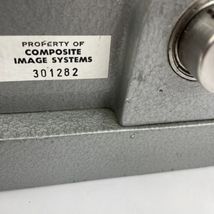 PROPERTY OF
COMPOSITE
IMAGE SYSTEMS
301282